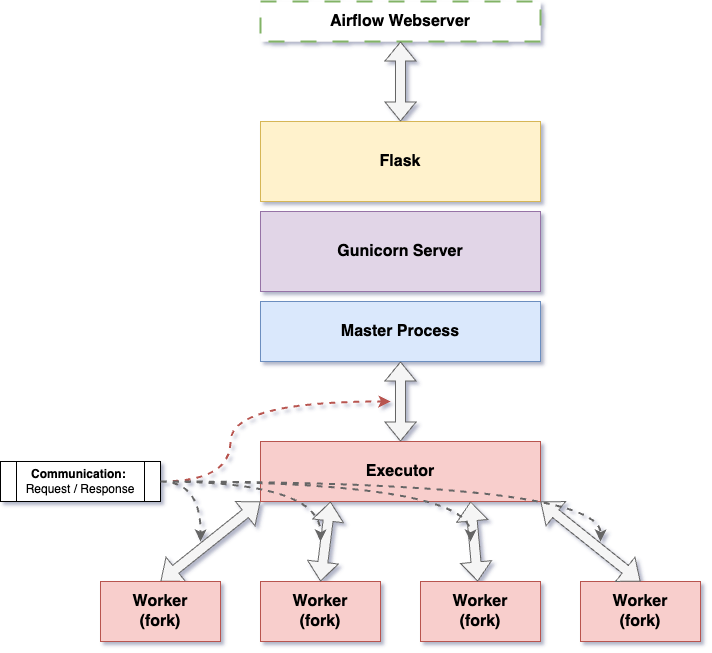 Airflow Webserver
Flask
Gunicorn Server
Master Process
Executor
Communication:
Request / Response
Worker
(fork)
Worker
(fork)
Worker
(fork)
Worker
(fork)